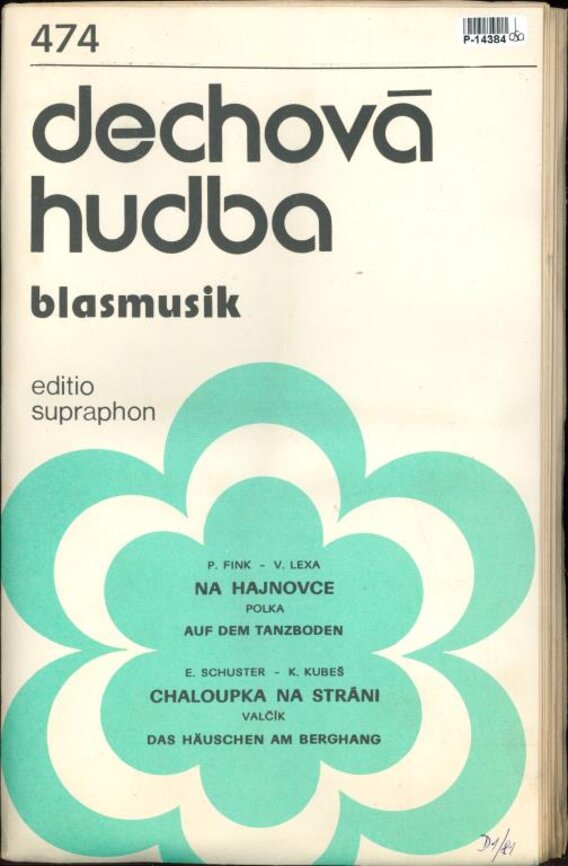 474
P-14384
dechovā
hudba
blasmusik
editio
supraphon
P. FINK - V. LEXA
NA HAJNOVCE
POLKA
AUF DEM TANZBODEN
E. SCHUSTER - K. KUBEŠ
CHALOUPKA NA STRÁNI
VALČÍK
DAS HÄUSCHEN AM BERGHANG